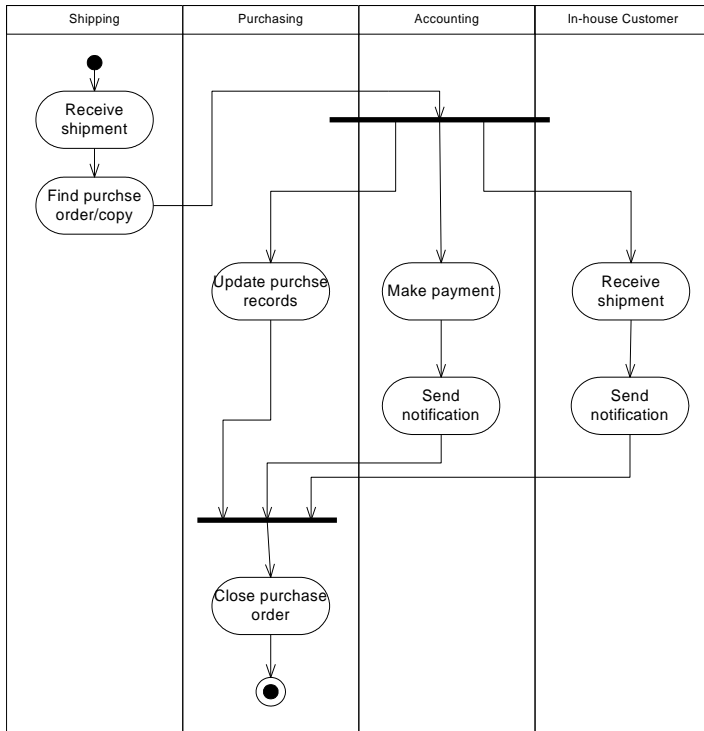 Shipping
Purchasing
Accounting
In-house Customer
Receive
shipment
Find purchse
order/copy
Update purchse
records
Make payment
Receive
shipment
Send
notification
Send
notification
Close purchase
order